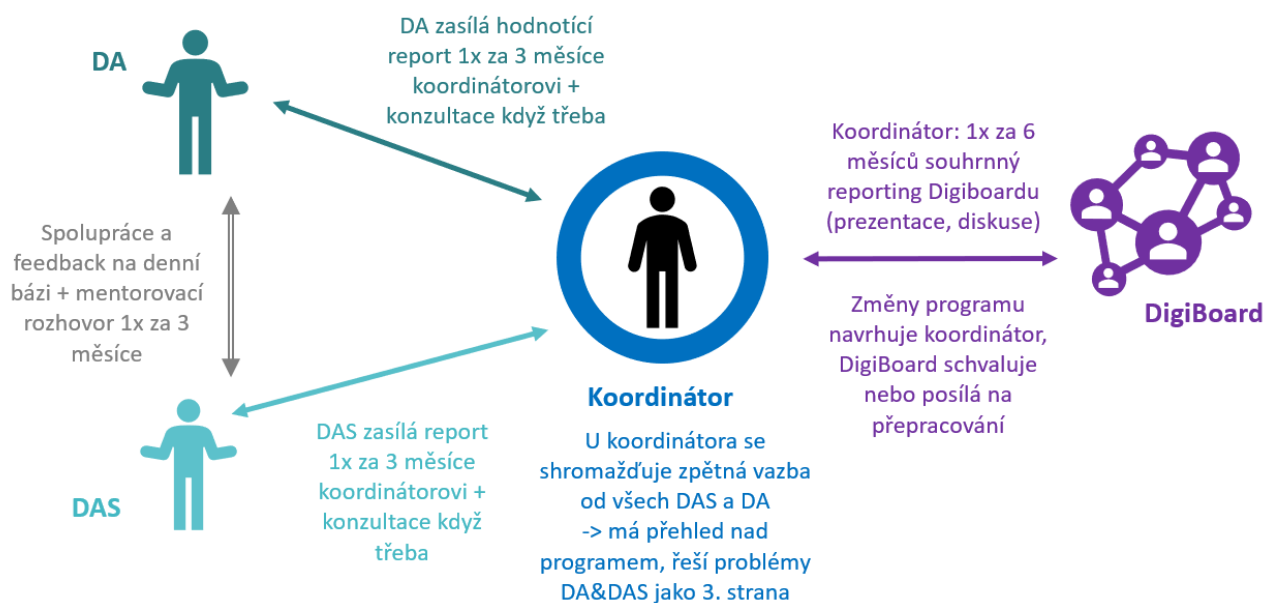 DA
DA zasílá hodnotící
report 1x za 3 měsíce
koordinátorovi +
konzultace když třeba
Spolupráce a
feedback na denní
bázi + mentorovací
rozhovor 1x za 3
měsíce
DAS
DAS zasílá report
1x za 3 měsíce
koordinátorovi +
konzultace když
třeba
Koordinátor
U koordinátora se
shromažďuje zpětná vazba
od všech DAS a DA
-> má přehled nad
programem, řeší problémy
DA&DAS jako 3. strana
Koordinátor: 1x za 6
měsíců souhrnný
reporting Digiboardu
(prezentace, diskuse)
Změny programu
navrhuje koordinátor,
DigiBoard schvaluje
nebo posílá na
přepracování
DigiBoard